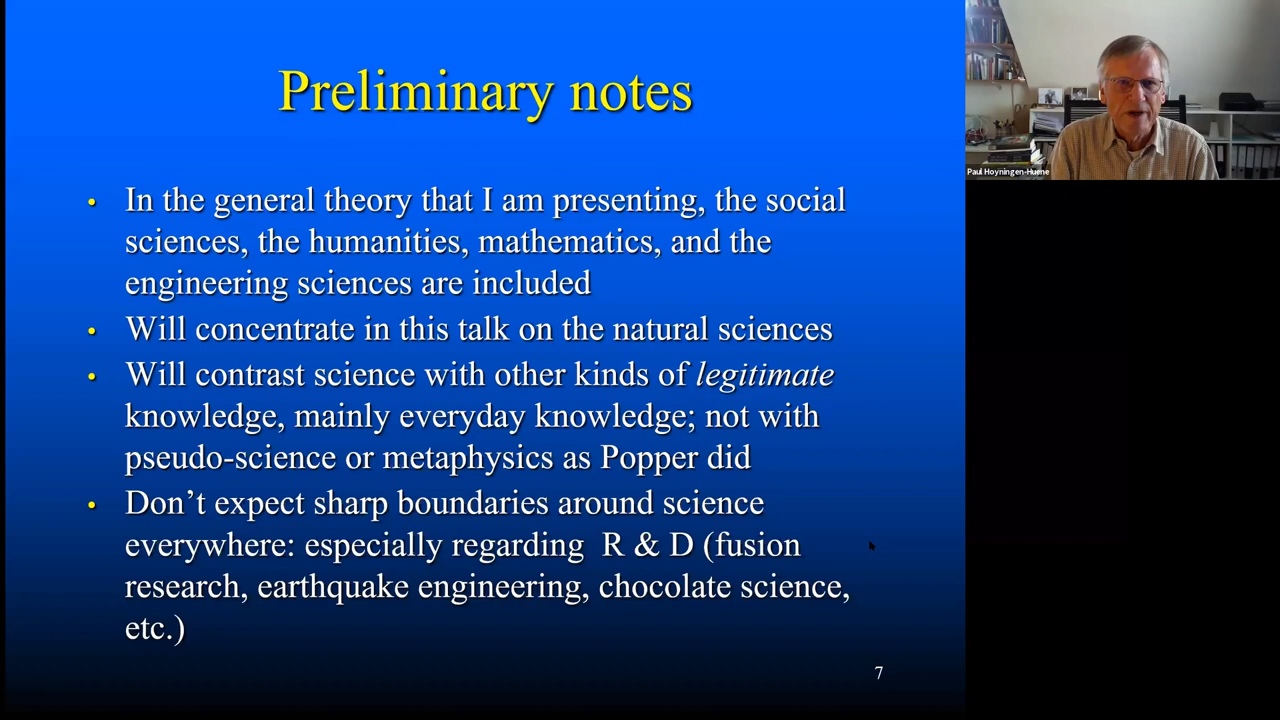 Preliminary notes
• In the general theory that I am presenting, the social
sciences, the humanities, mathematics, and the
engineering sciences are included
• Will concentrate in this talk on the natural sciences
• Will contrast science with other kinds of legitimate
knowledge, mainly everyday knowledge; not with
pseudo-science or metaphysics as Popper did
• Don’t expect sharp boundaries around science
everywhere: especially regarding R & D (fusion
research, earthquake engineering, chocolate science,
etc.)
7
Paul Hoyningen-Huene